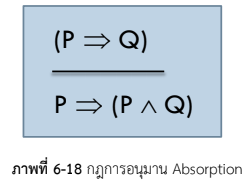 (P ⇒ Q)
P ⇒ (P ∧ Q)
ภาพที่ 6-18 กฎการอนุมาน Absorption